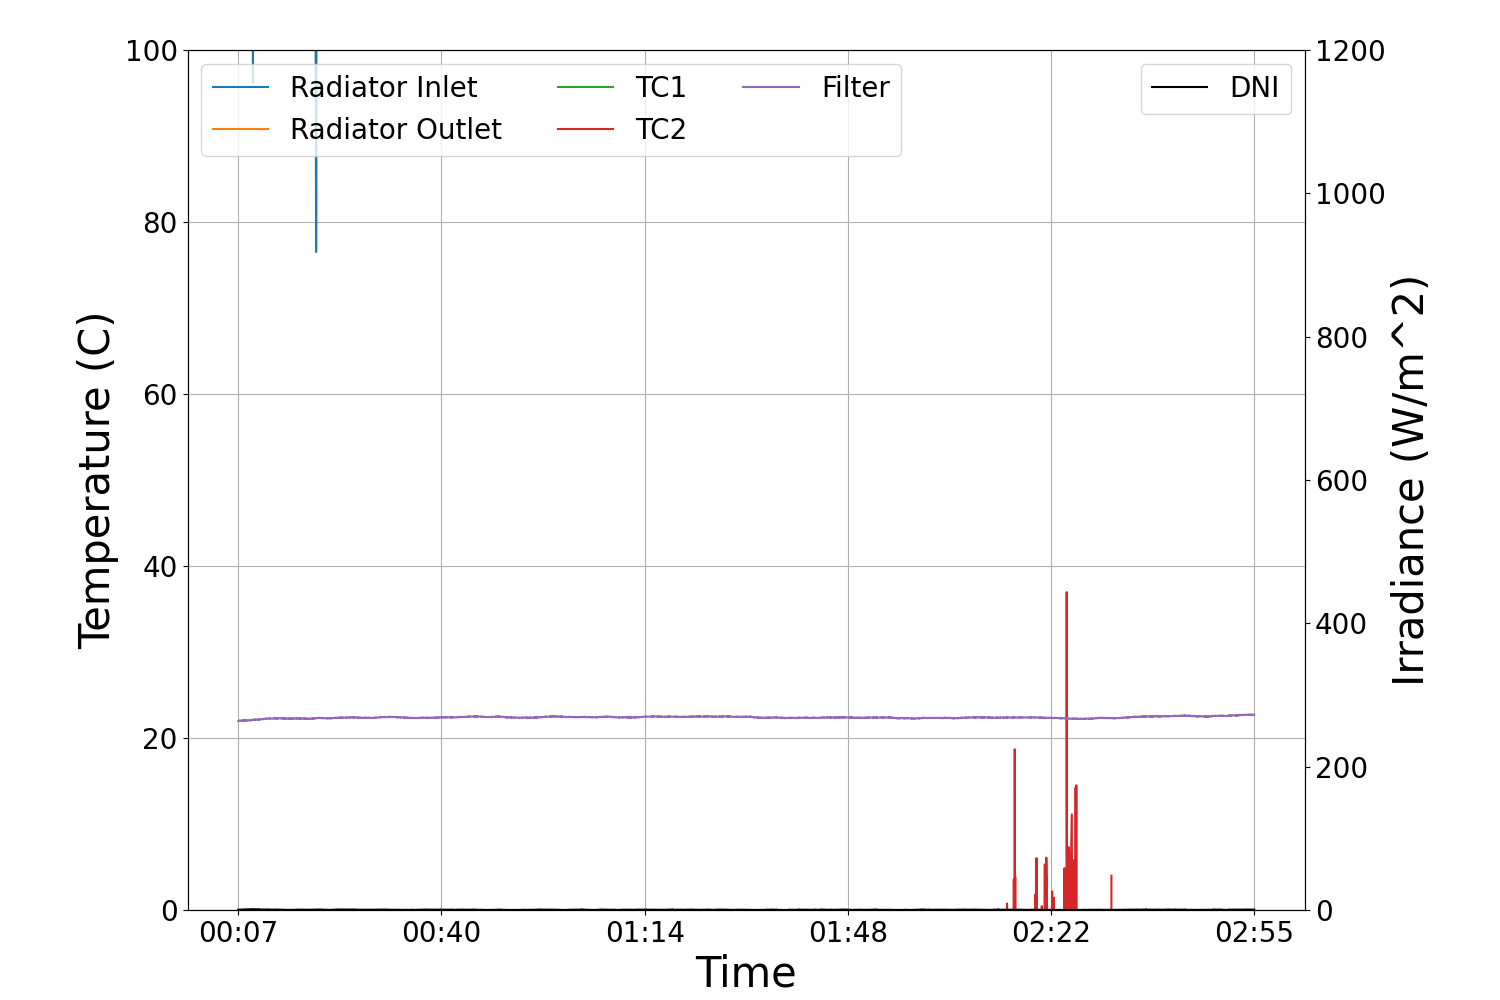 100
80
60
40
20
0
Temperature (C)
Radiator Inlet
Radiator Outlet
TC1
TC2
Filter
DNI
1200
1000
800
600
400
200
0
Irradiance (W/m^2)
00:07
00:40
01:14
01:48
02:22
02:55
Time